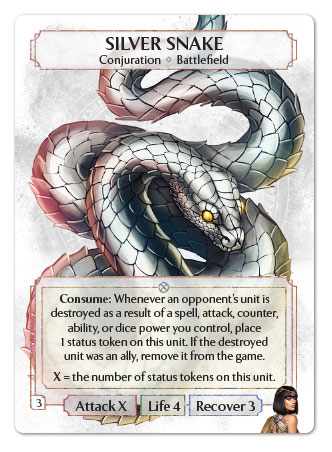 SILVER SNAKE
Conjuration ◇ Battlefield
Consume: Whenever an opponent's unit is
destroyed as a result of a spell, attack, counter,
ability, or dice power you control, place
1 status token on this unit. If the destroyed
unit was an ally, remove it from the game.
X = the number of status tokens on this unit.
3 Attack X Life 4 Recover 3